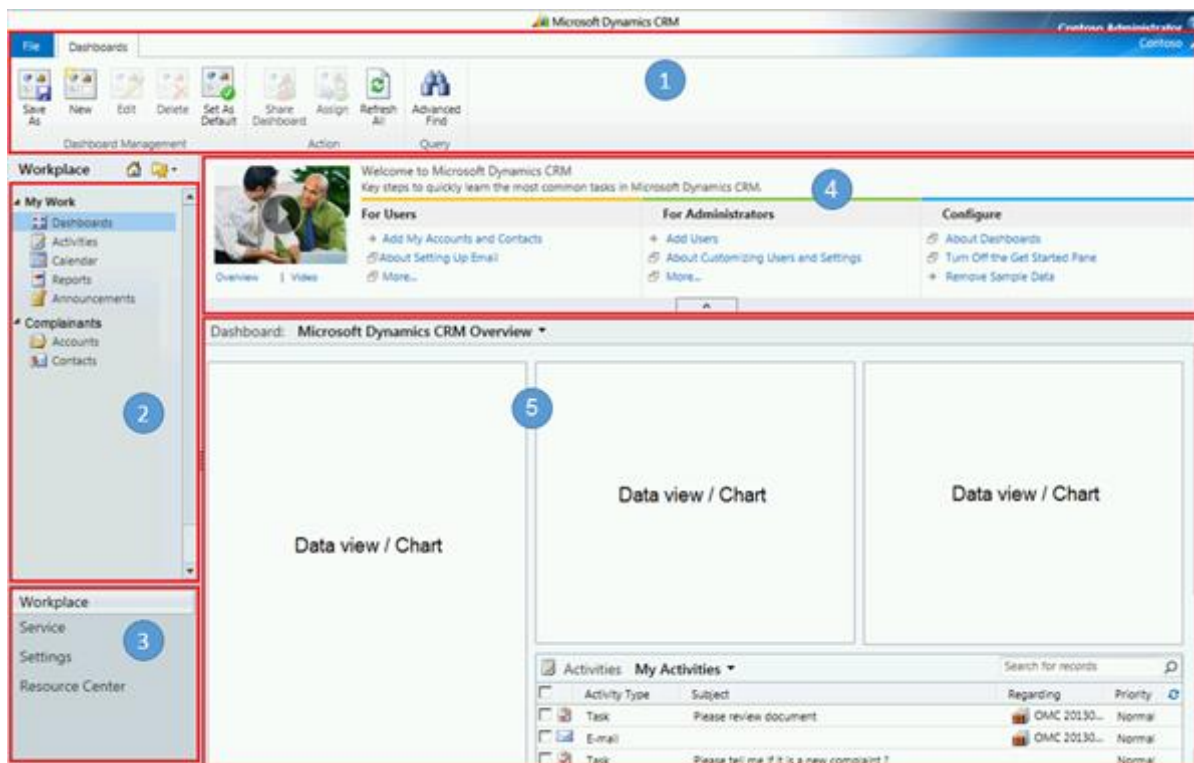 Microsoft Dynamics CRM
Contoso Administrator
File Dashboards
Contoso
1
Save As
New
Edit
Delete
Set As Default
Share Dashboard
Assign
Refresh All
Advanced Find
Dashboard Management
Action
Query
Workplace
2
My Work
Dashboards
Activities
Calendar
Reports
Announcements
Complainants
Accounts
Contacts
3
Workplace
Service
Settings
Resource Center
4
Welcome to Microsoft Dynamics CRM
Key steps to quickly learn the most common tasks in Microsoft Dynamics CRM.
Overview | Video
For Users
Add My Accounts and Contacts
About Setting Up Email
More...
For Administrators
Add Users
About Customizing Users and Settings
More...
Configure
About Dashboards
Turn Off the Get Started Pane
Remove Sample Data
Dashboard: Microsoft Dynamics CRM Overview
5
Data view / Chart
Data view / Chart
Data view / Chart
Activities My Activities
Search for records
Activity Type Subject Regarding Priority
Task Please review document OMC 20130... Normal
E-mail OMC 20130... Normal
Task Please tell me if it is a new complaint ? Normal